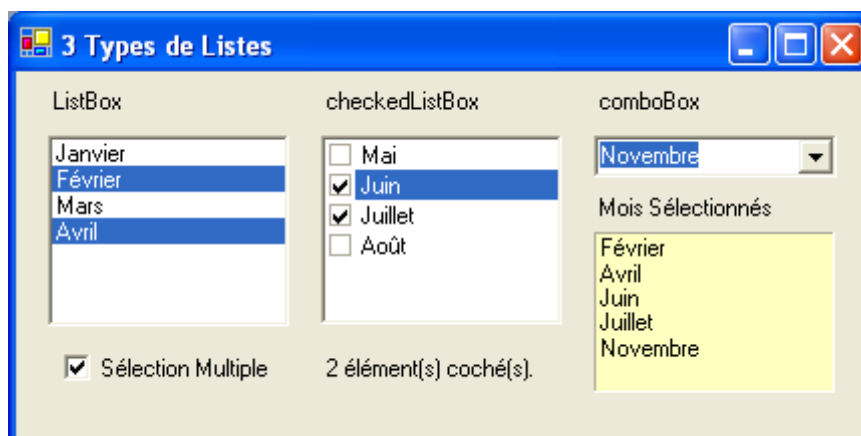 3 Types de Listes
ListBox
Janvier
Février
Mars
Avril
Sélection Multiple
checkedListBox
Mai
Juin
Juillet
Août
2 élément(s) coché(s).
comboBox
Novembre
Mois Sélectionnés
Février
Avril
Juin
Juillet
Novembre